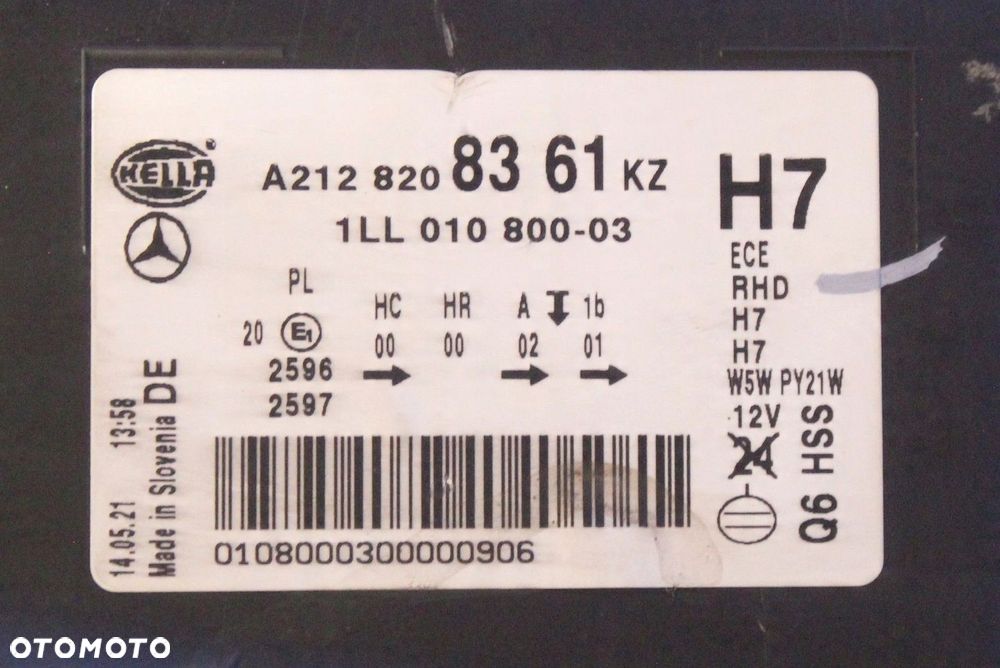 HELLA
A212 820 83 61 KZ
1LL 010 800-03
H7
ECE
RHD
H7
H7
W5W PY21W
12V
24
Q6 HSS
PL
HC HR A 1b
20 E1 00 00 02 01
2596
2597
14.05.21 13:58
Made in Slovenia DE
0108000300000906
OTOMOTO